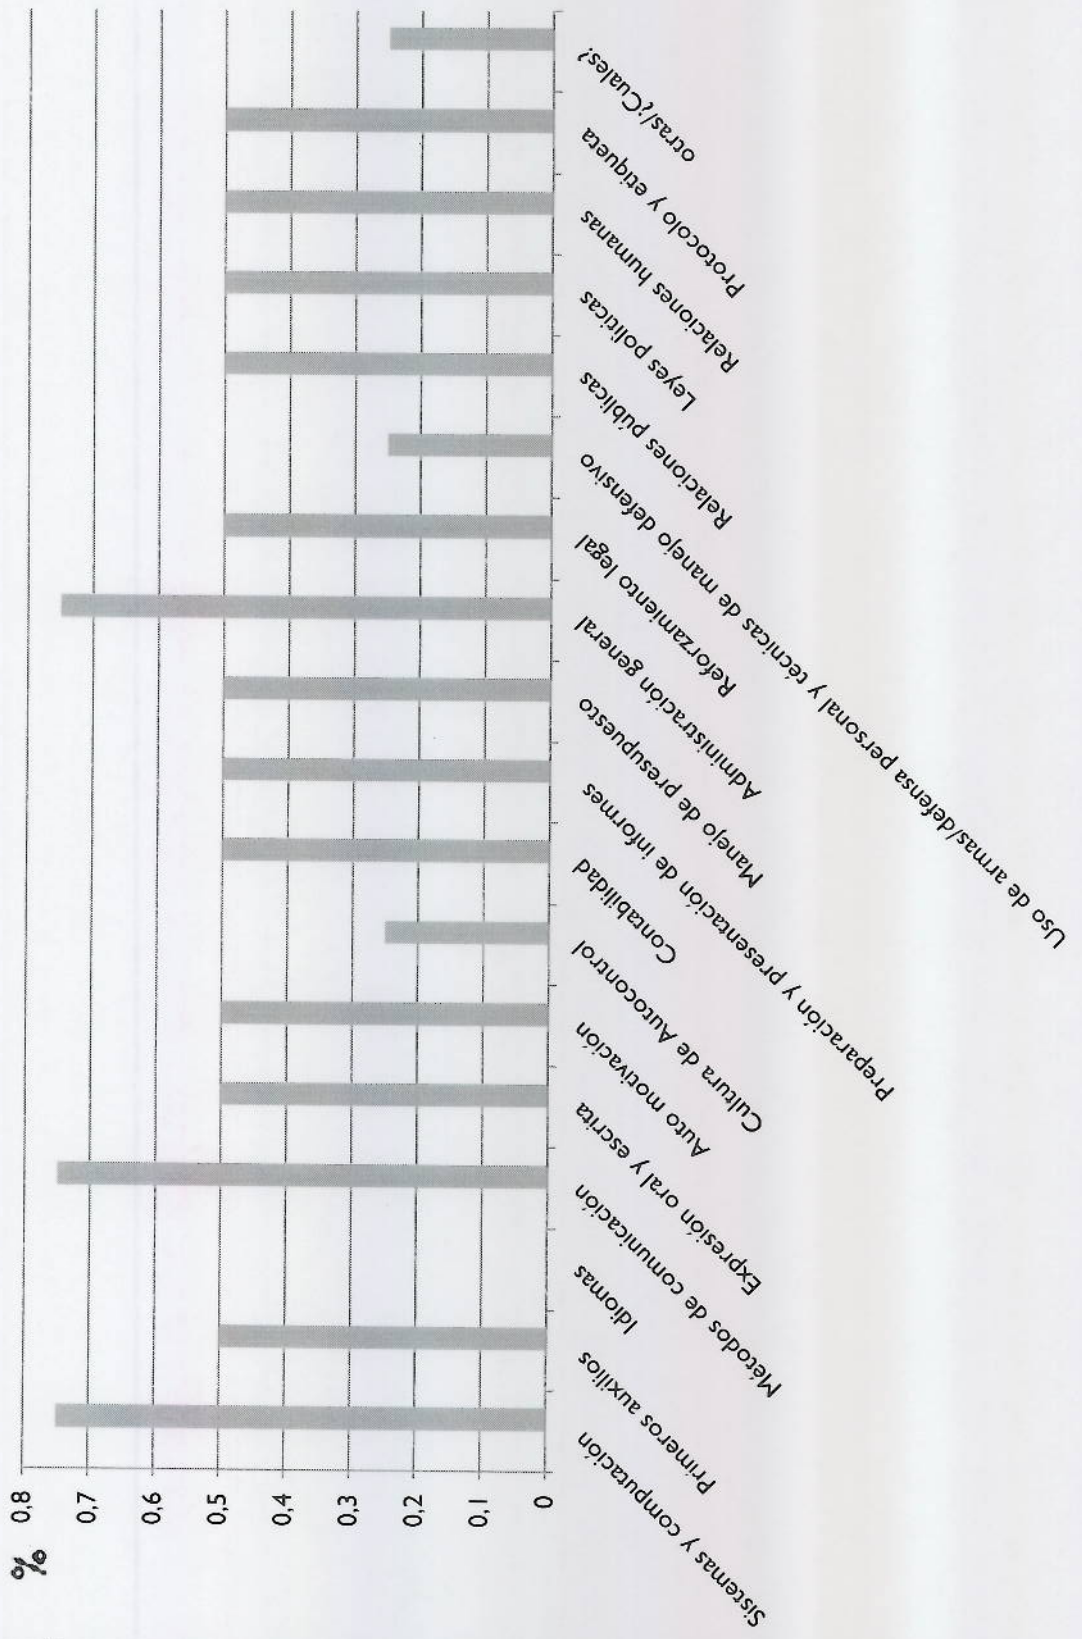 %
0,8
0,7
0,6
0,5
0,4
0,3
0,2
0,1
0
Sistemas y computación
Primeros auxilios
Idiomas
Métodos de comunicación
Expresión oral y escrita
Auto motivación
Cultura de Autocontrol
Contabilidad
Preparación y presentación de informes
Manejo de presupuesto
Administración general
Reforzamiento legal
Uso de armas/defensa personal y técnicas de manejo defensivo
Relaciones públicas
Leyes políticas
Relaciones humanas
Protocolo y etiqueta
otras/¿Cuales?